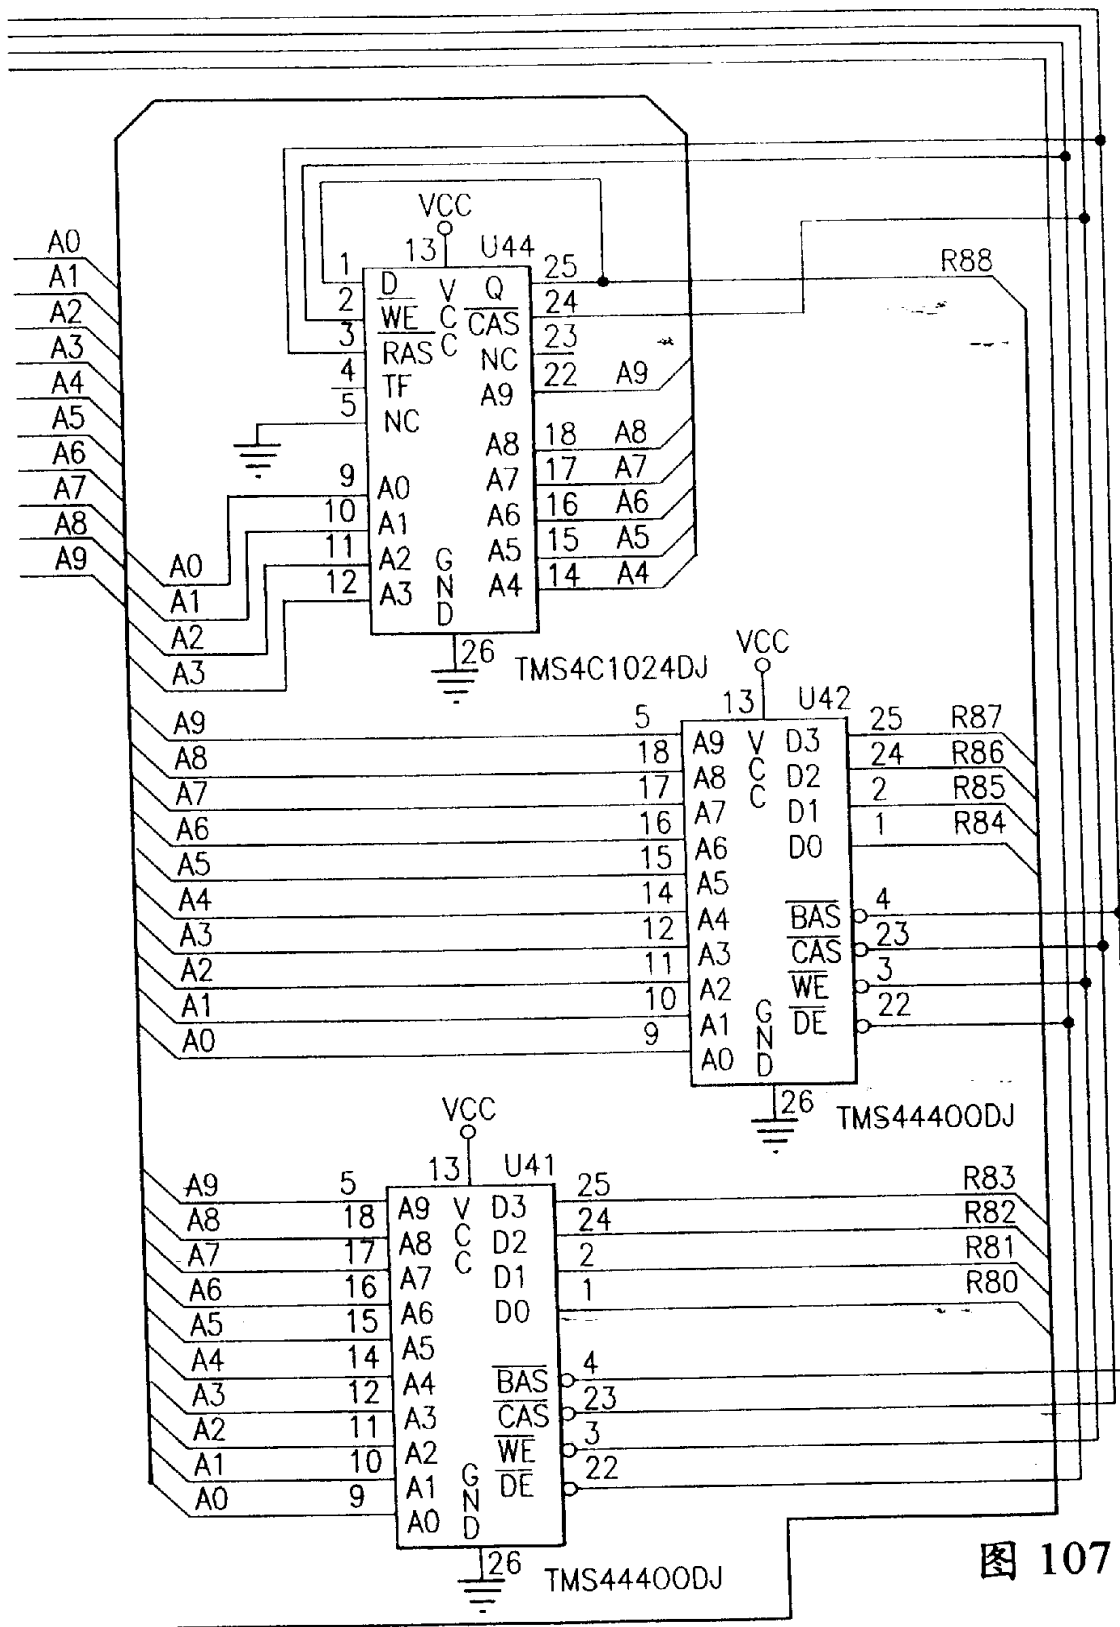 A0
A1
A2
A3
A4
A5
A6
A7
A8
A9
VCC
13 U44
1 D VCC Q 25 R88
2 WE CAS 24
3 RAS NC 23
4 TF A9 22 A9
5 NC
A8 18 A8
A7 17 A7
A6 16 A6
A5 15 A5
A4 14 A4
A0 9 A0
A1 10 A1
A2 11 A2
A3 12 A3
GND
26
TMS4C1024DJ
VCC
13 U42
A9 5 A9 VCC D3 25 R87
A8 18 A8 D2 24 R86
A7 17 A7 D1 2 R85
A6 16 A6 D0 1 R84
A5 15 A5
A4 14 A4 BAS 4
A3 12 A3 CAS 23
A2 11 A2 WE 3
A1 10 A1 DE 22
A0 9 A0 GND
26
TMS44400DJ
VCC
13 U41
A9 5 A9 VCC D3 25 R83
A8 18 A8 D2 24 R82
A7 17 A7 D1 2 R81
A6 16 A6 D0 1 R80
A5 15 A5
A4 14 A4 BAS 4
A3 12 A3 CAS 23
A2 11 A2 WE 3
A1 10 A1 DE 22
A0 9 A0 GND
26
TMS44400DJ
图 107